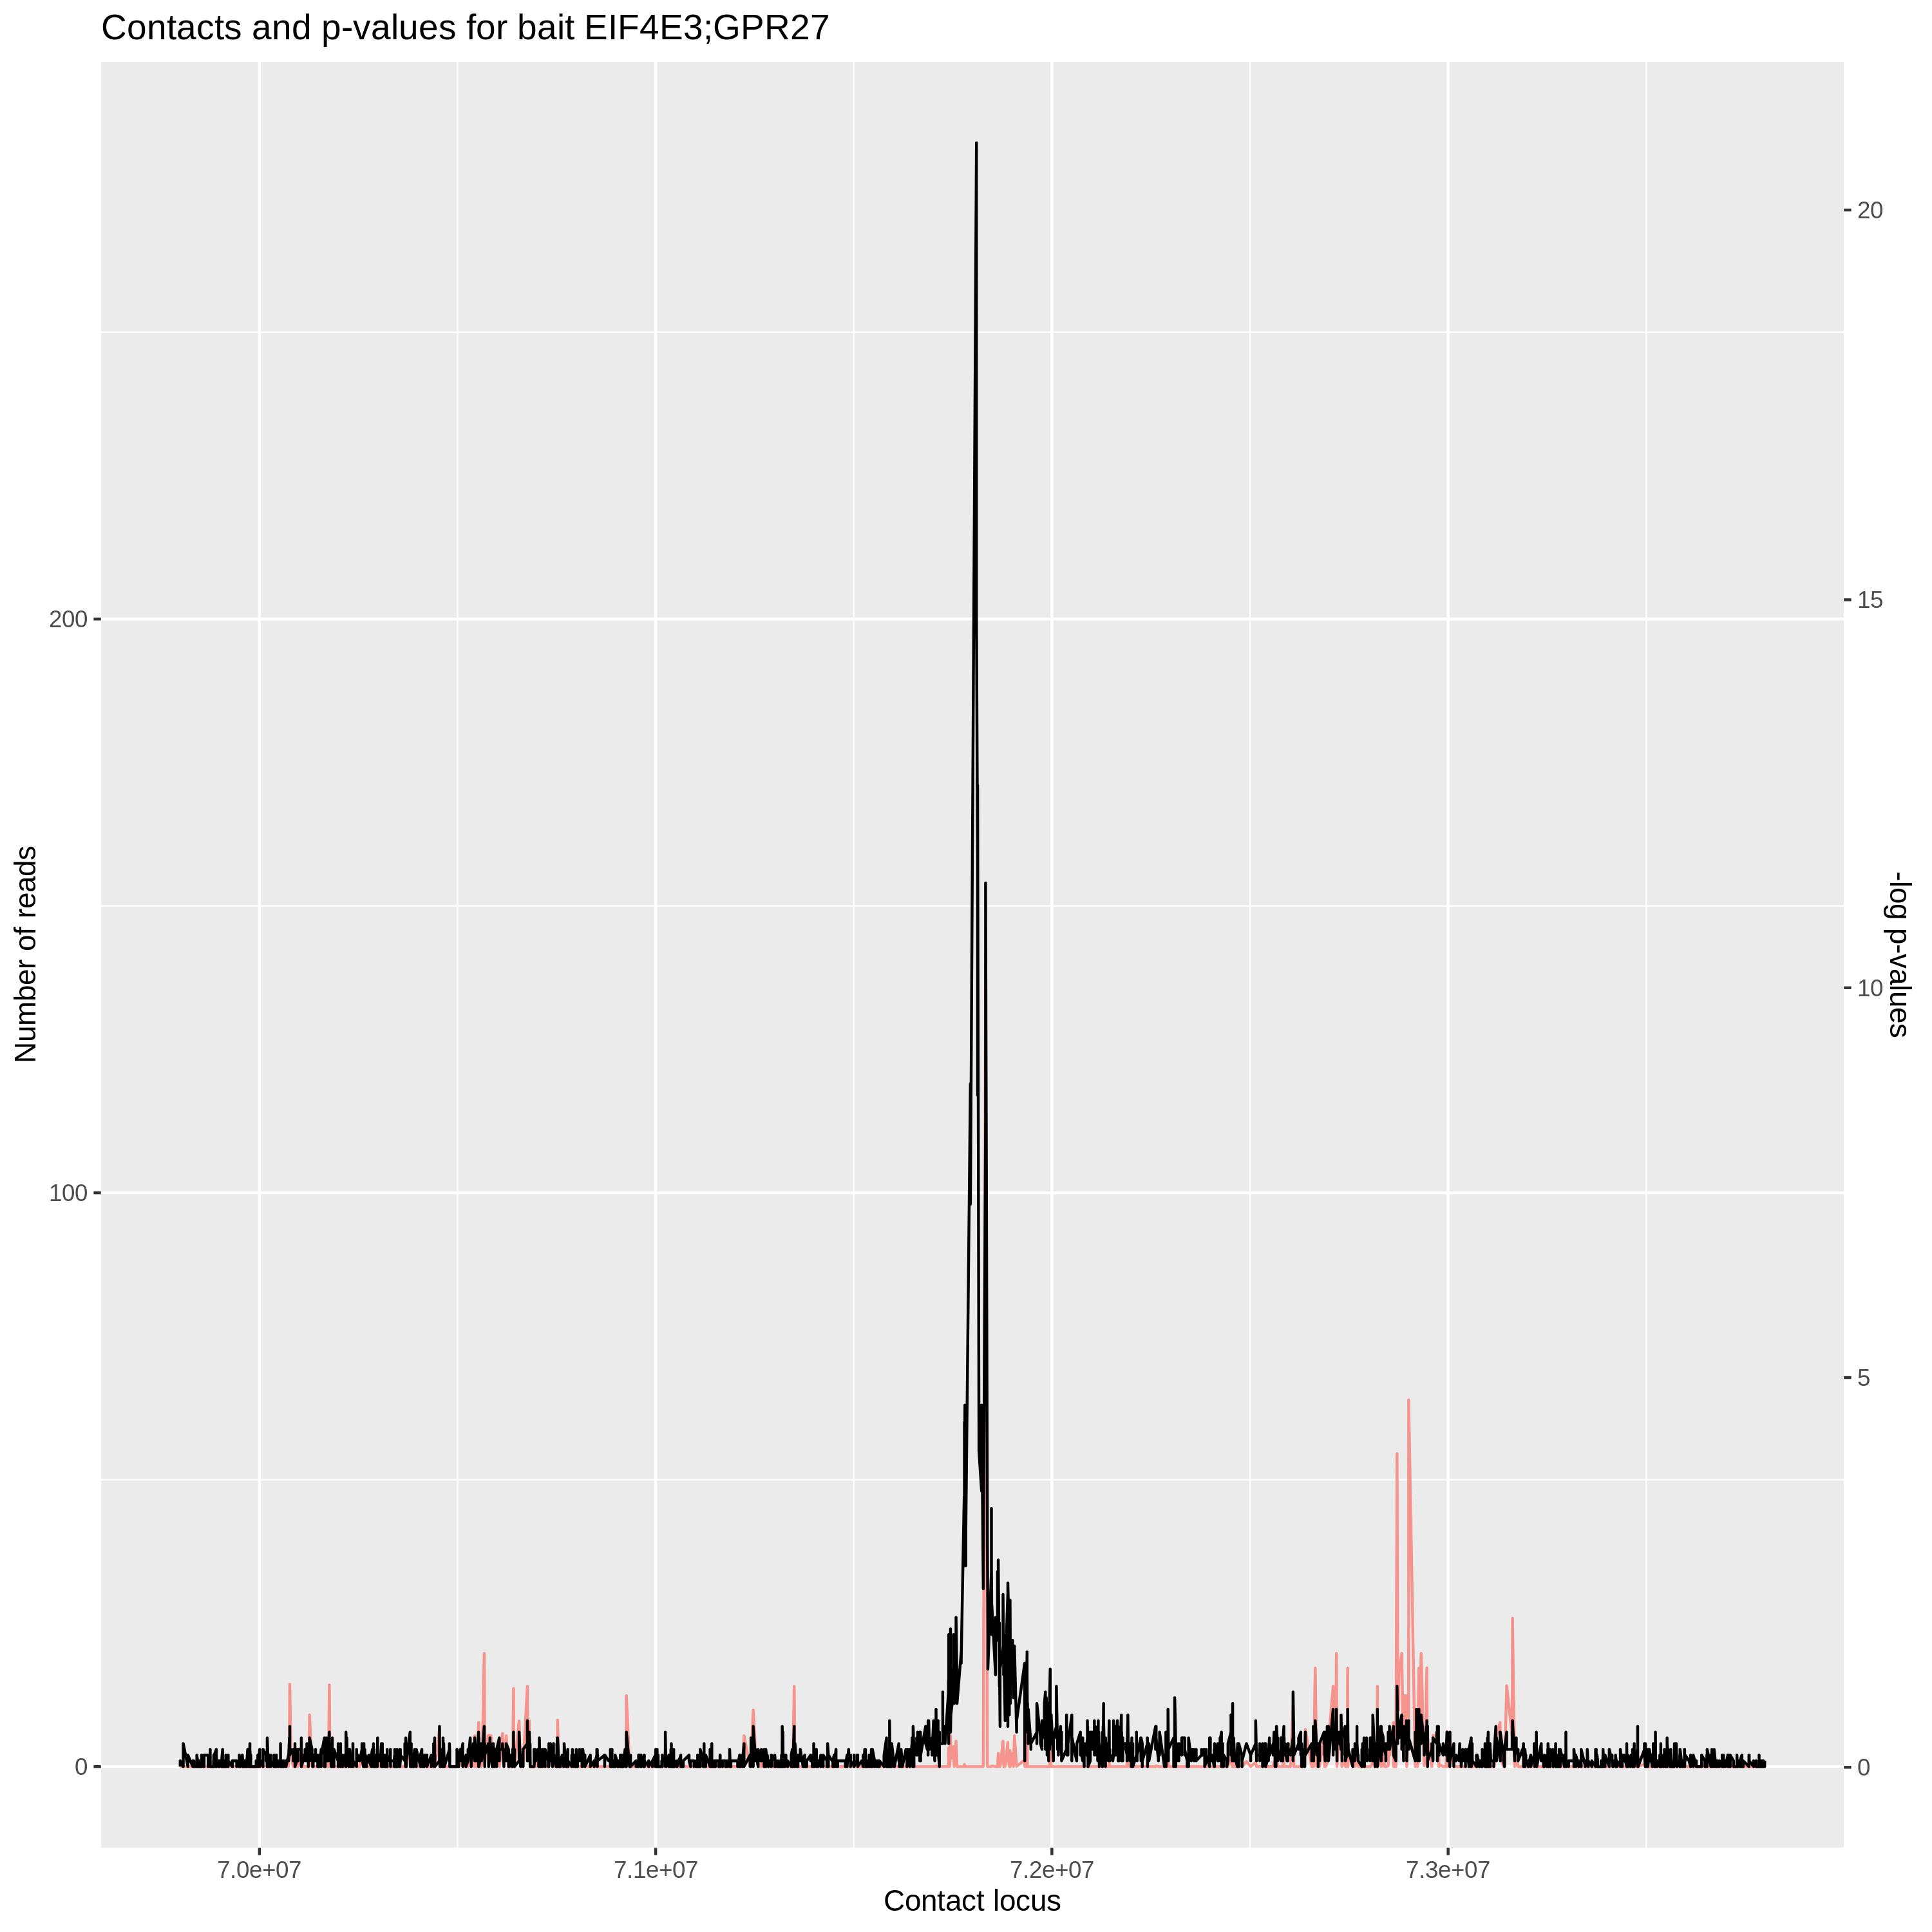 Contacts and p-values for bait EIF4E3;GPR27
Number of reads
200
100
0
20
15
10
5
0
-log p-values
7.0e+07
7.1e+07
7.2e+07
7.3e+07
Contact locus